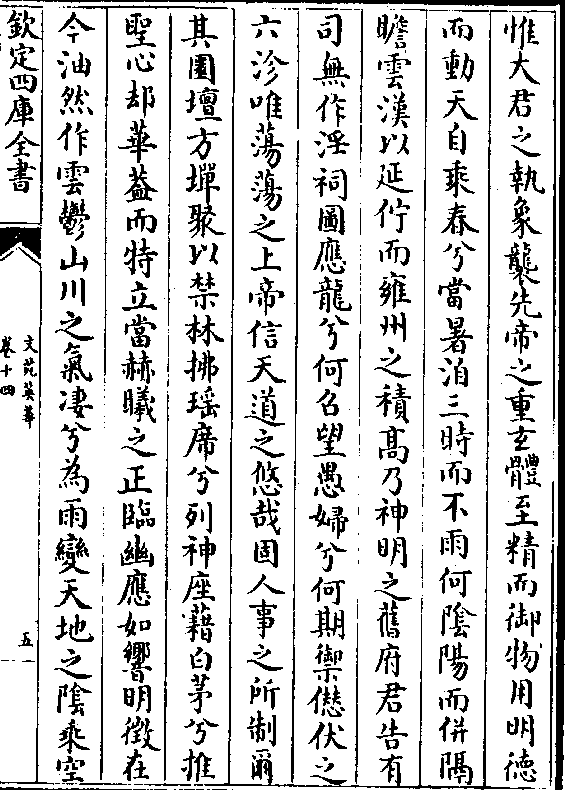 惟大君之執象襲先帝之重玄體至精而御物用明德
而動天自乘春兮當暑洎三時而不雨何陰陽而併隔
瞻雲漢以延佇而雍州之積高乃神明之舊府君告有
司無作淫祠圖應龍兮何召望愚婦兮何期禦僽伏之
六沴唯蕩蕩之上帝信天道之悠哉固人事之所制爾
其圜壇方墠聚以禁林拂瑶席兮列神座藉白茅兮推
聖心却華葢而特立當赫曦之正臨幽應如響明徵在
今油然作雲鬱山川之氣淒兮為雨變天地之隂乘空
欽定四庫全書
文苑英華
卷十四
五